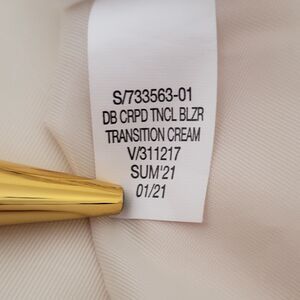 S/733563-01
DB CRPD TNCL BLZR
TRANSITION CREAM
V/311217
SUM'21
01/21